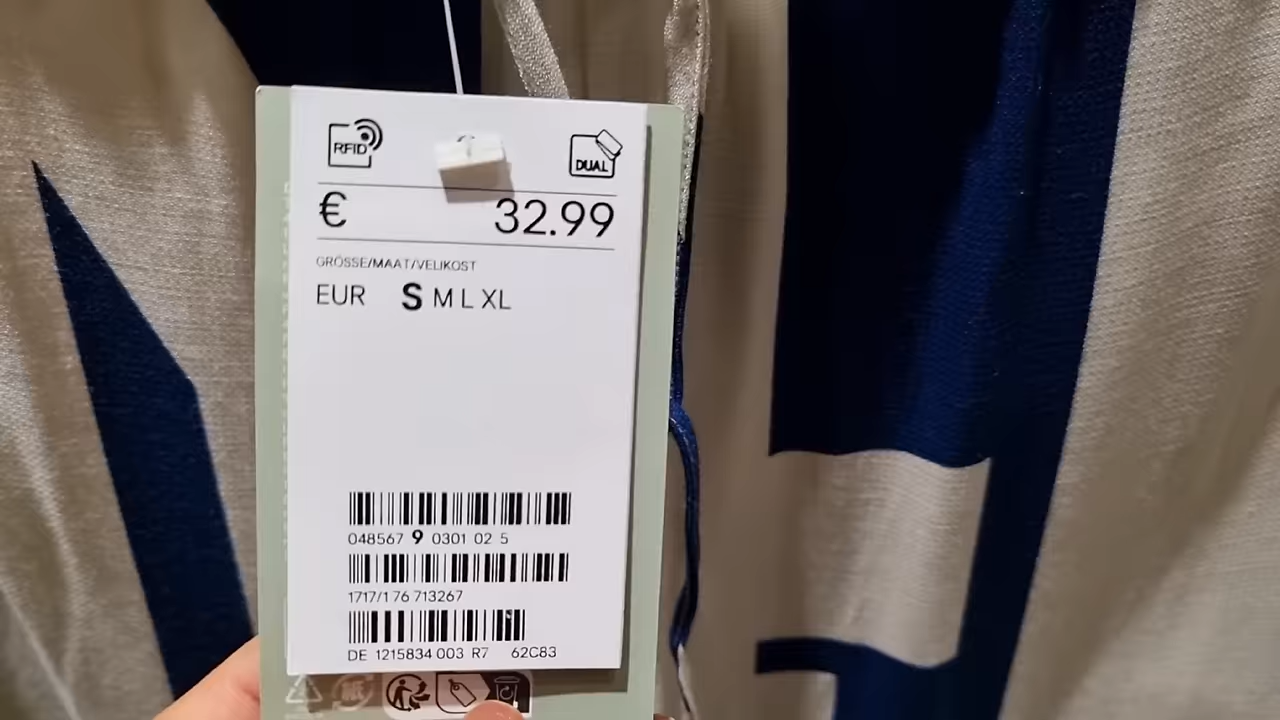 RFID
DUAL
€ 32.99
GRÖSSE/MAAT/VELIKOST
EUR S M L XL
048567 9 0301 02 5
1717/1 76 713267
DE 1215834 003 R7 62C83